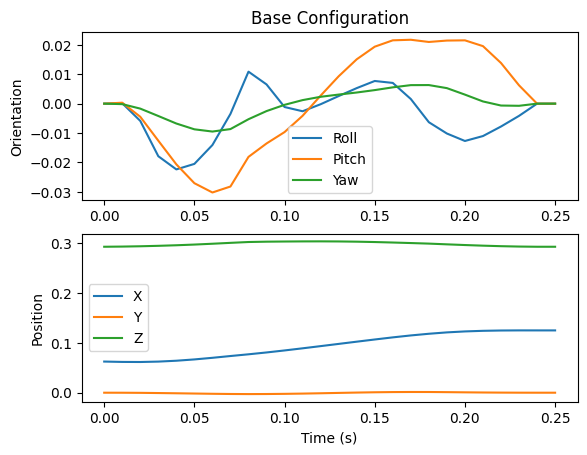 Base Configuration
Orientation
0.02
0.01
0.00
−0.01
−0.02
−0.03
Roll
Pitch
Yaw
0.00 0.05 0.10 0.15 0.20 0.25
Position
0.3
0.2
0.1
0.0
X
Y
Z
0.00 0.05 0.10 0.15 0.20 0.25
Time (s)